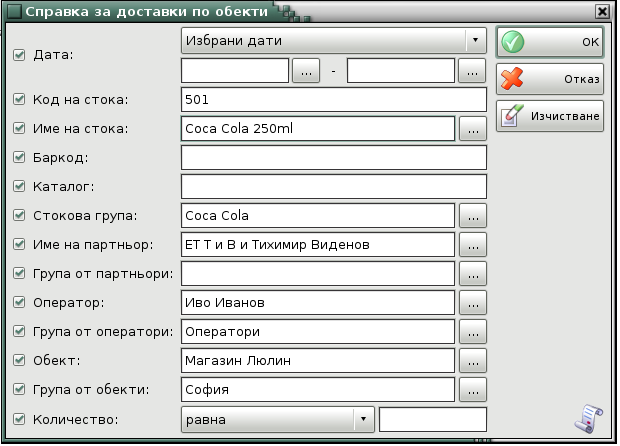 Справка за доставки по обекти
Дата: Избрани дати
... - ...
Код на стока: 501
Име на стока: Coca Cola 250ml ...
Баркод:
Каталог:
Стокова група: Coca Cola ...
Име на партньор: ЕТ Т и В и Тихимир Виденов ...
Група от партньори: ...
Оператор: Иво Иванов ...
Група от оператори: Оператори ...
Обект: Магазин Люлин ...
Група от обекти: София ...
Количество: равна
ОК
Отказ
Изчистване